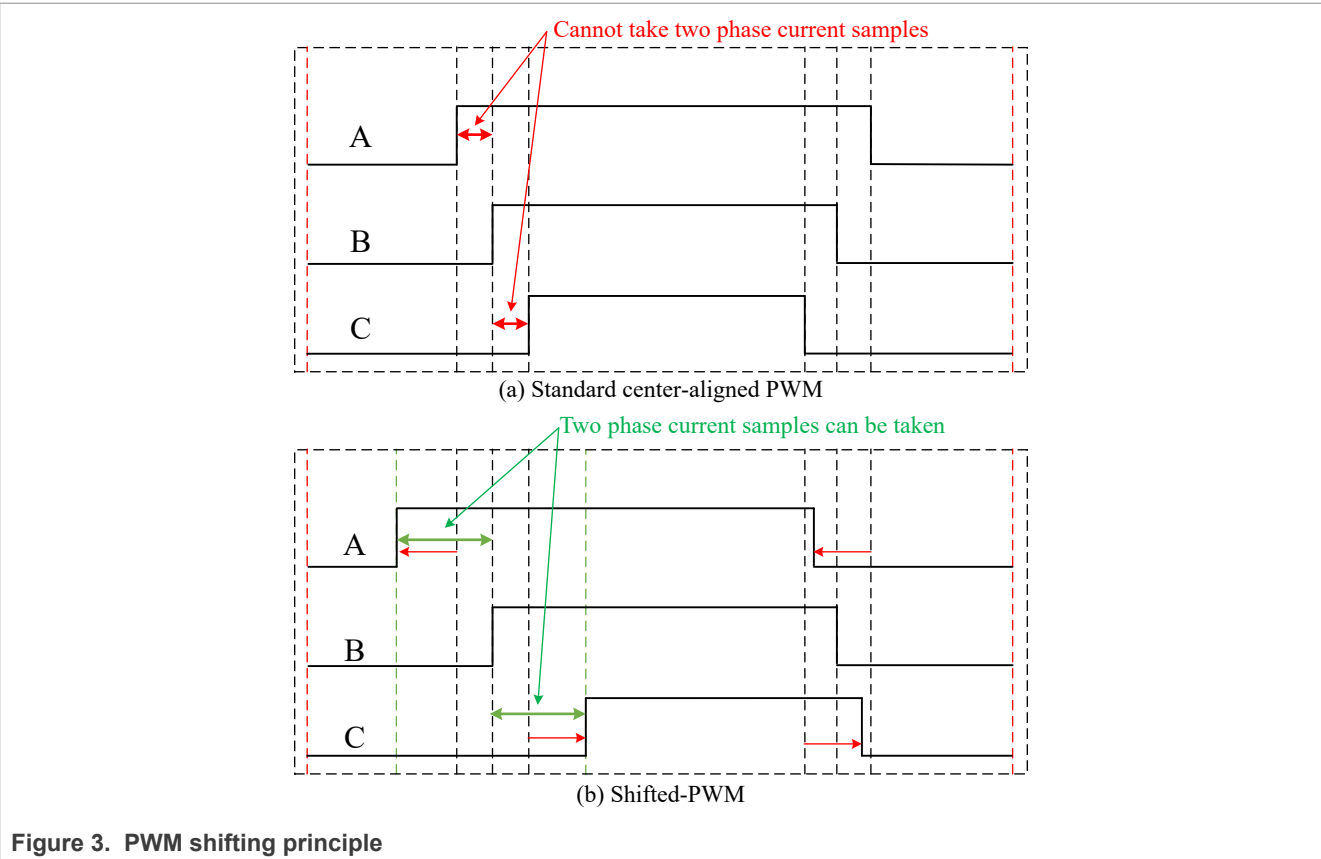 Cannot take two phase current samples
A
B
C
(a) Standard center-aligned PWM
Two phase current samples can be taken
A
B
C
(b) Shifted-PWM
Figure 3. PWM shifting principle